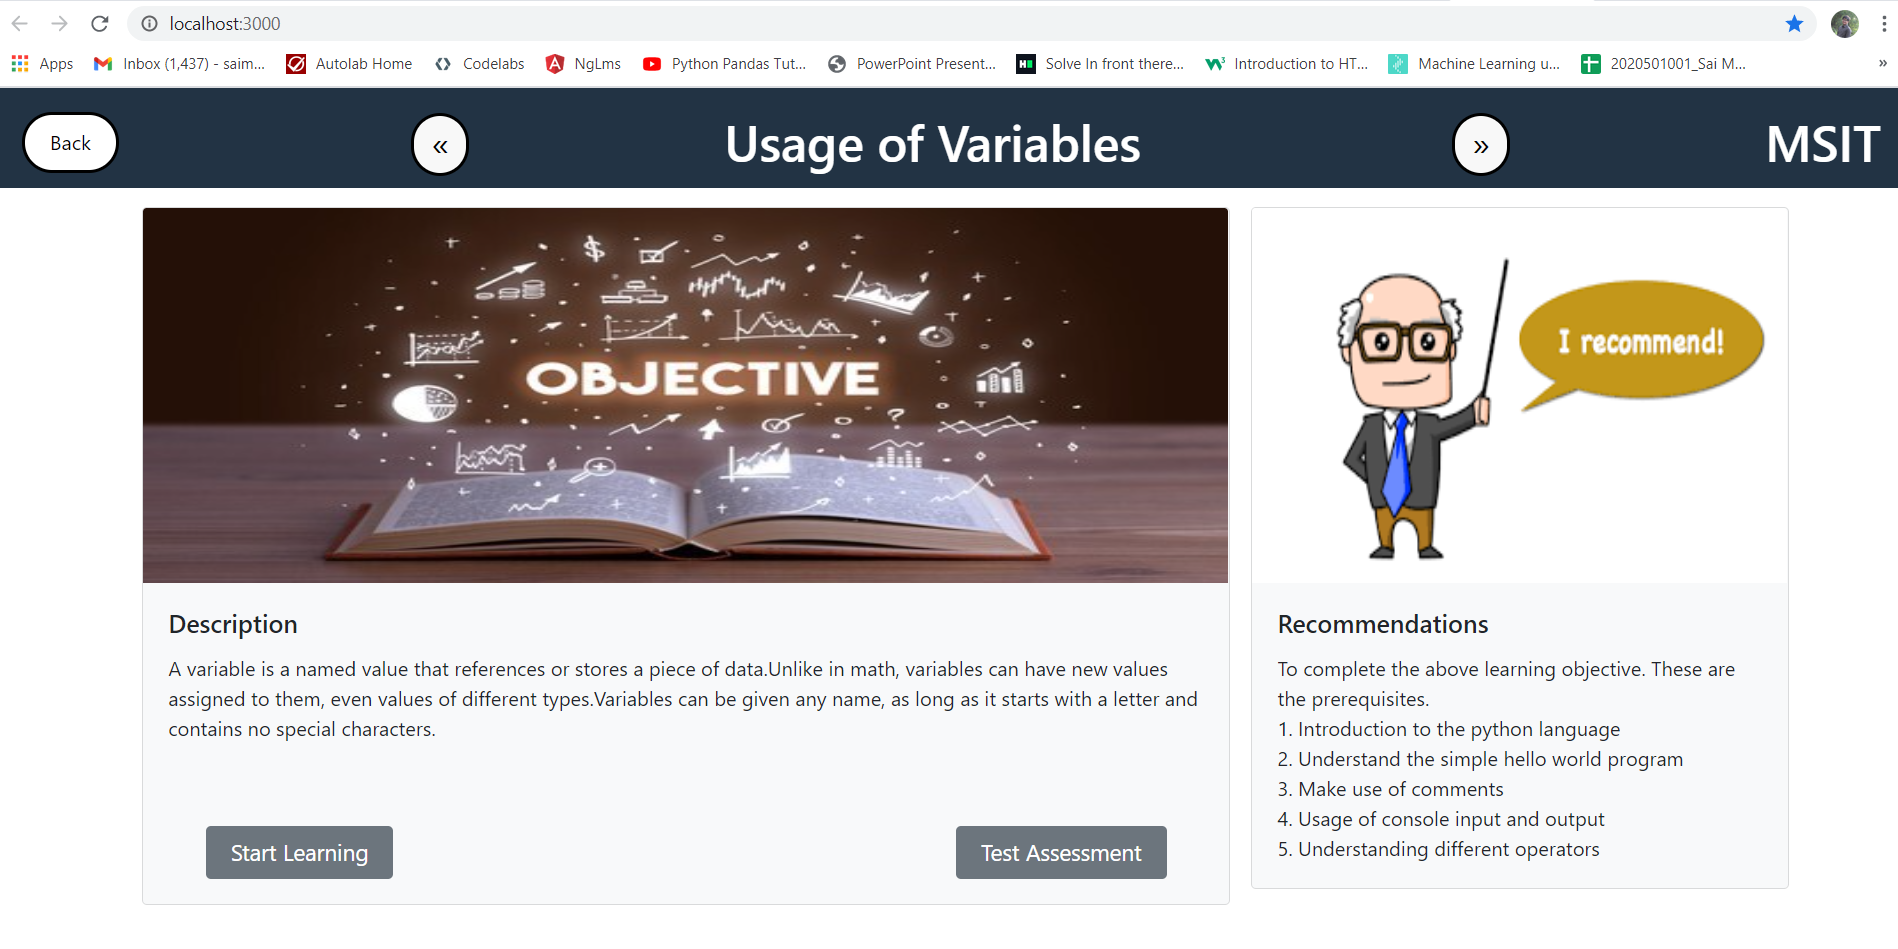 localhost:3000
Apps
Inbox (1,437) - saim...
Autolab Home
Codelabs
NgLms
Python Pandas Tut...
PowerPoint Present...
Solve In front there...
Introduction to HT...
Machine Learning u...
2020501001_Sai M...
»
Back
«
Usage of Variables
»
MSIT
OBJECTIVE
I recommend!
Description
A variable is a named value that references or stores a piece of data.Unlike in math, variables can have new values
assigned to them, even values of different types.Variables can be given any name, as long as it starts with a letter and
contains no special characters.
Start Learning
Test Assessment
Recommendations
To complete the above learning objective. These are
the prerequisites.
1. Introduction to the python language
2. Understand the simple hello world program
3. Make use of comments
4. Usage of console input and output
5. Understanding different operators